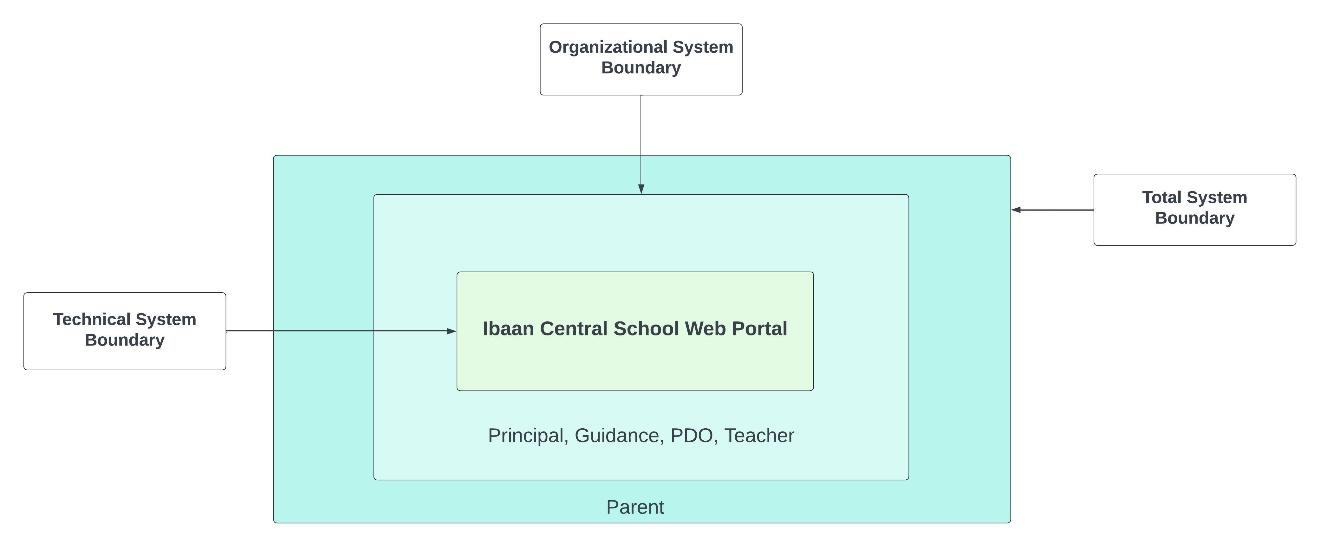 Organizational System
Boundary
Total System
Boundary
Technical System
Boundary
Ibaan Central School Web Portal
Principal, Guidance, PDO, Teacher
Parent